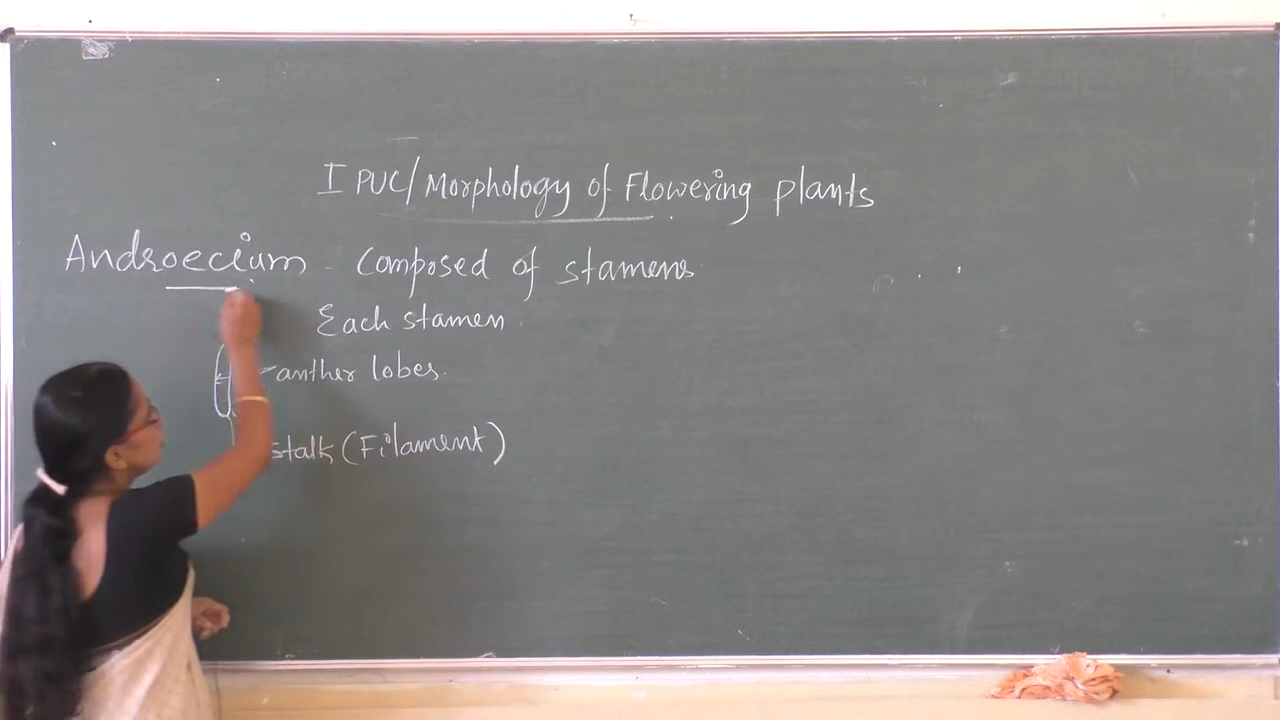 I PUC/Morphology of Flowering plants
Androecium - Composed of stamens
Each stamen
anther lobes.
stalk (Filament)